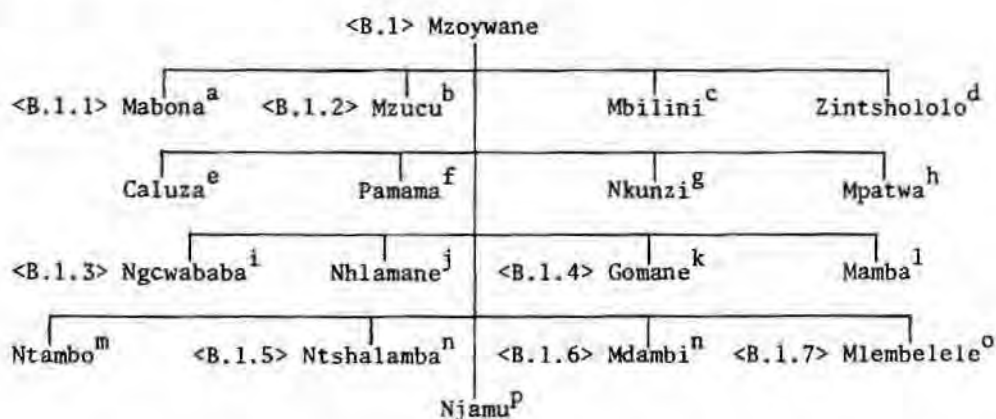 <B.1> Mzoywane
<B.1.1> Mabona^a <B.1.2> Mzucu^b Mbilini^c Zintshololo^d
Caluza^e Pamama^f Nkunzi^g Mpatwa^h
<B.1.3> Ngcwababa^i Nhlamane^j <B.1.4> Gomane^k Mamba^l
Ntambo^m <B.1.5> Ntshalamba^n <B.1.6> Mdambi^n <B.1.7> Mlembelele^o
Njamu^p